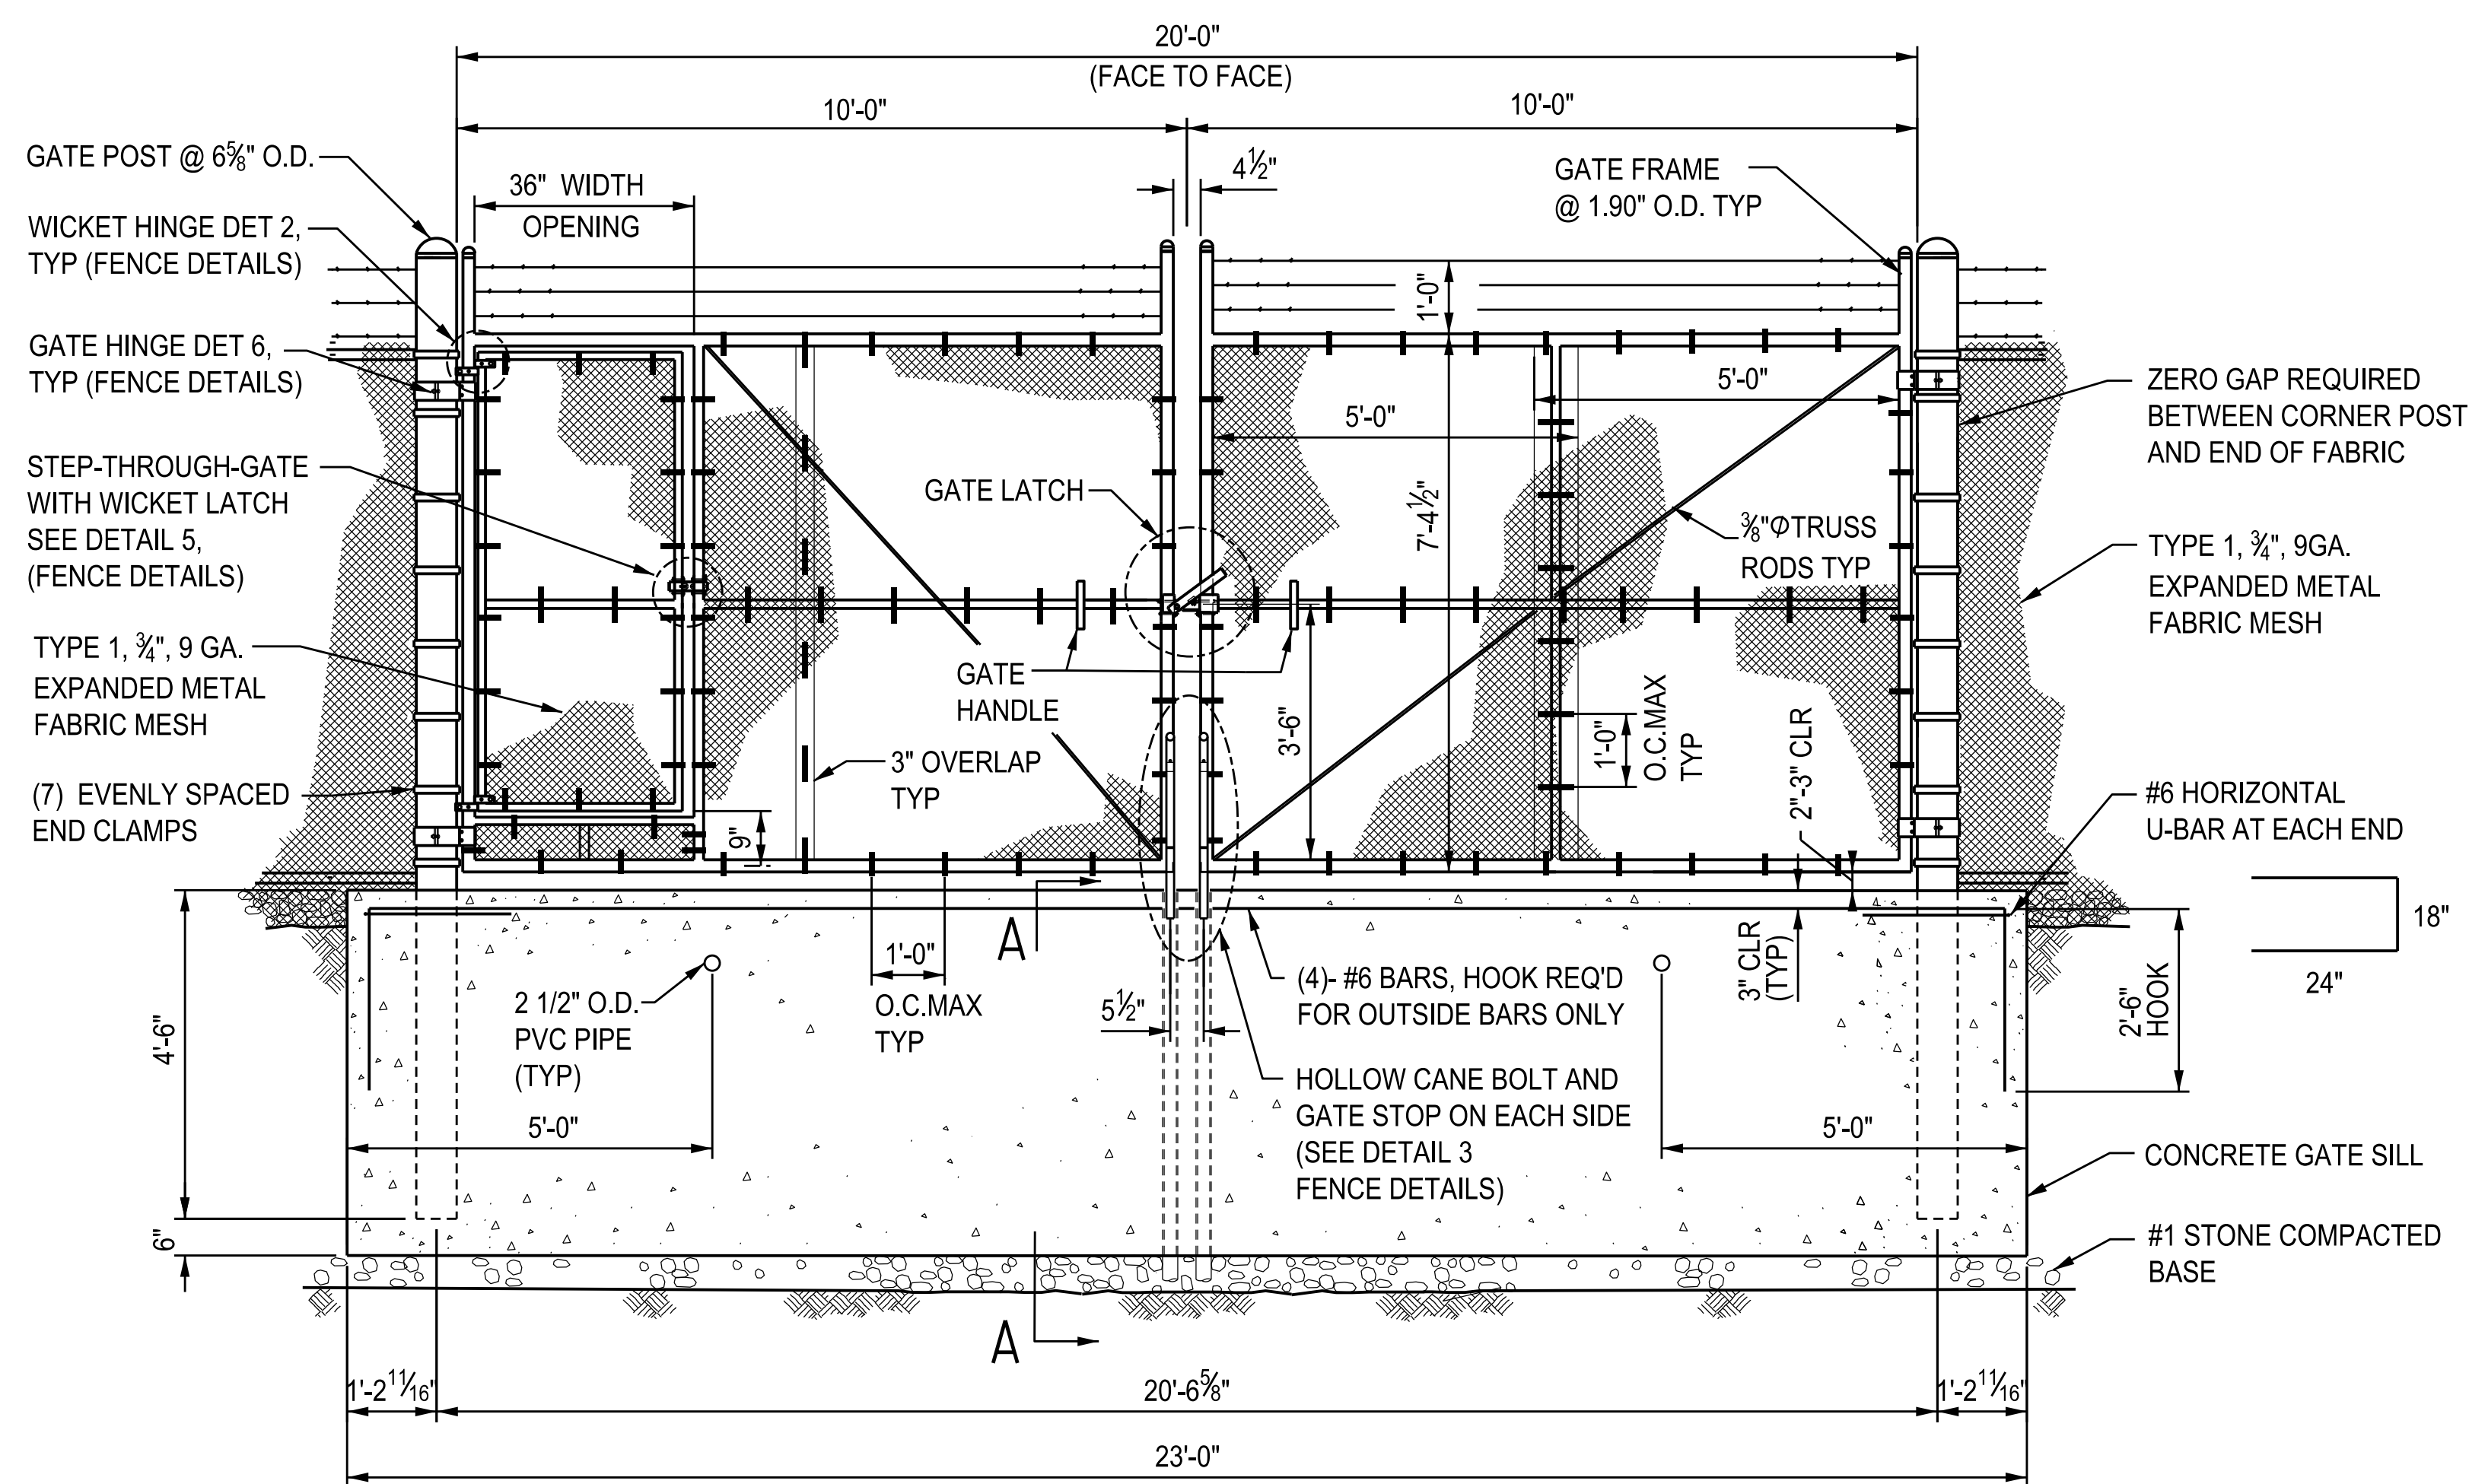 20'-0"
(FACE TO FACE)
10'-0"
10'-0"
GATE POST @ 6⅝" O.D.
36" WIDTH
OPENING
4½"
GATE FRAME
@ 1.90" O.D. TYP
WICKET HINGE DET 2,
TYP (FENCE DETAILS)
1'-0"
GATE HINGE DET 6,
TYP (FENCE DETAILS)
5'-0"
5'-0"
ZERO GAP REQUIRED
BETWEEN CORNER POST
AND END OF FABRIC
STEP-THROUGH-GATE
WITH WICKET LATCH
SEE DETAIL 5,
(FENCE DETAILS)
GATE LATCH
7'-4½"
⅜"Φ TRUSS
RODS TYP
TYPE 1, ¾", 9GA.
EXPANDED METAL
FABRIC MESH
TYPE 1, ¾", 9 GA.
EXPANDED METAL
FABRIC MESH
GATE
HANDLE
3'-6"
1'-0"
O.C.MAX
TYP
2"-3" CLR
3" OVERLAP
TYP
(7) EVENLY SPACED
END CLAMPS
9"
#6 HORIZONTAL
U-BAR AT EACH END
18"
24"
A
1'-0"
O.C.MAX
TYP
2 1/2" O.D.
PVC PIPE
(TYP)
5½"
(4)- #6 BARS, HOOK REQ'D
FOR OUTSIDE BARS ONLY
3" CLR
(TYP)
2'-6"
HOOK
4'-6"
HOLLOW CANE BOLT AND
GATE STOP ON EACH SIDE
(SEE DETAIL 3
FENCE DETAILS)
5'-0"
5'-0"
CONCRETE GATE SILL
6"
#1 STONE COMPACTED
BASE
A
1'-2 11/16"
20'-6⅝"
1'-2 11/16"
23'-0"